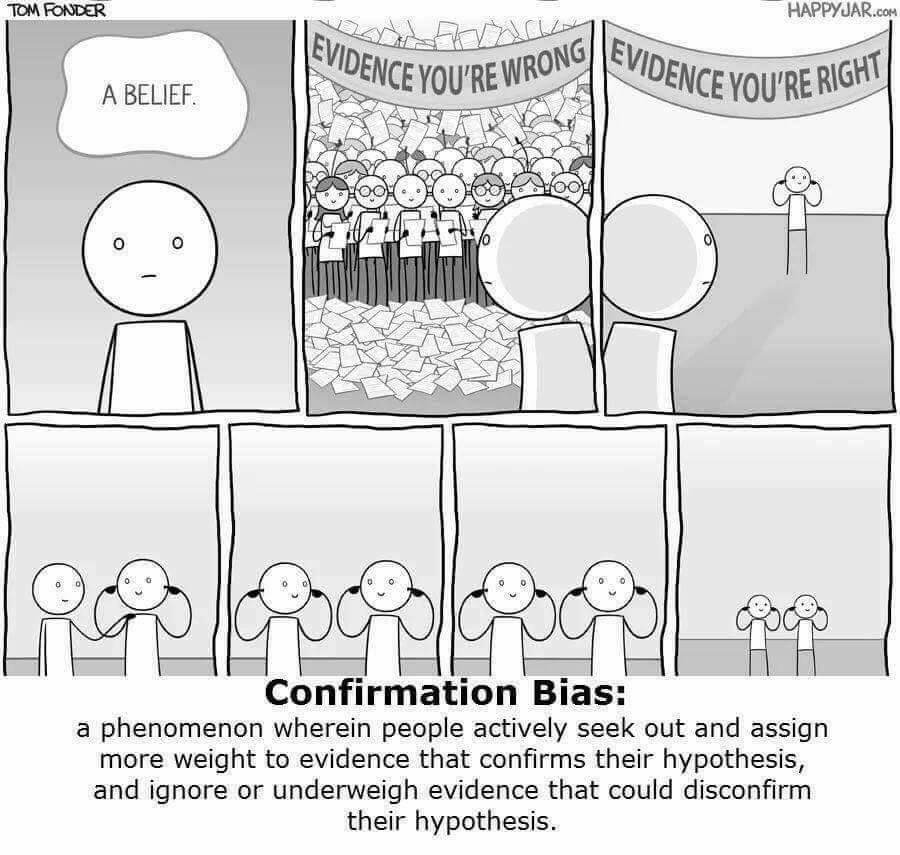 TOM FONDER
HAPPYJAR.COM
A BELIEF.
EVIDENCE YOU'RE WRONG
EVIDENCE YOU'RE RIGHT
Confirmation Bias:
a phenomenon wherein people actively seek out and assign
more weight to evidence that confirms their hypothesis,
and ignore or underweigh evidence that could disconfirm
their hypothesis.